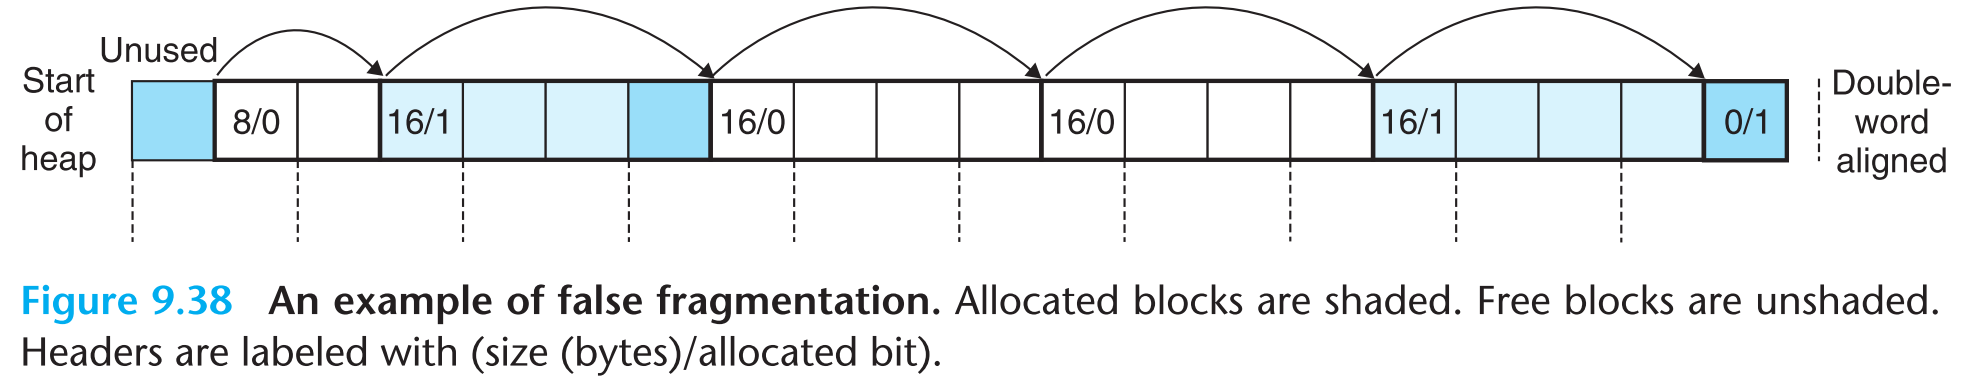 Unused
Start
of
heap
8/0 16/1 16/0 16/0 16/1 0/1
Double-
word
aligned
Figure 9.38 An example of false fragmentation. Allocated blocks are shaded. Free blocks are unshaded.
Headers are labeled with (size (bytes)/allocated bit).